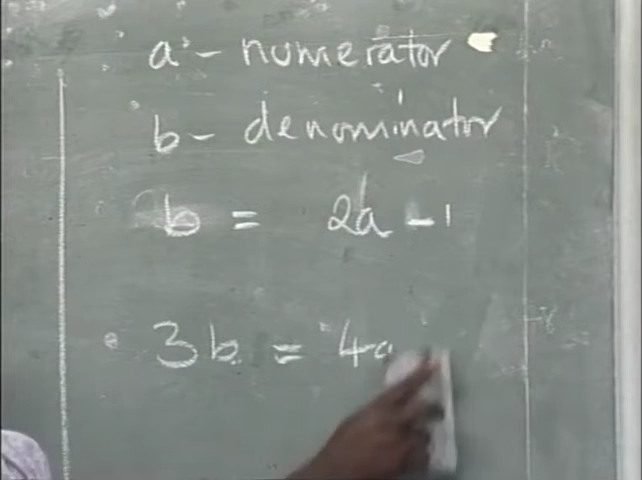 a - numerator
b - denominator
b = 2a - 1
3b = 4a